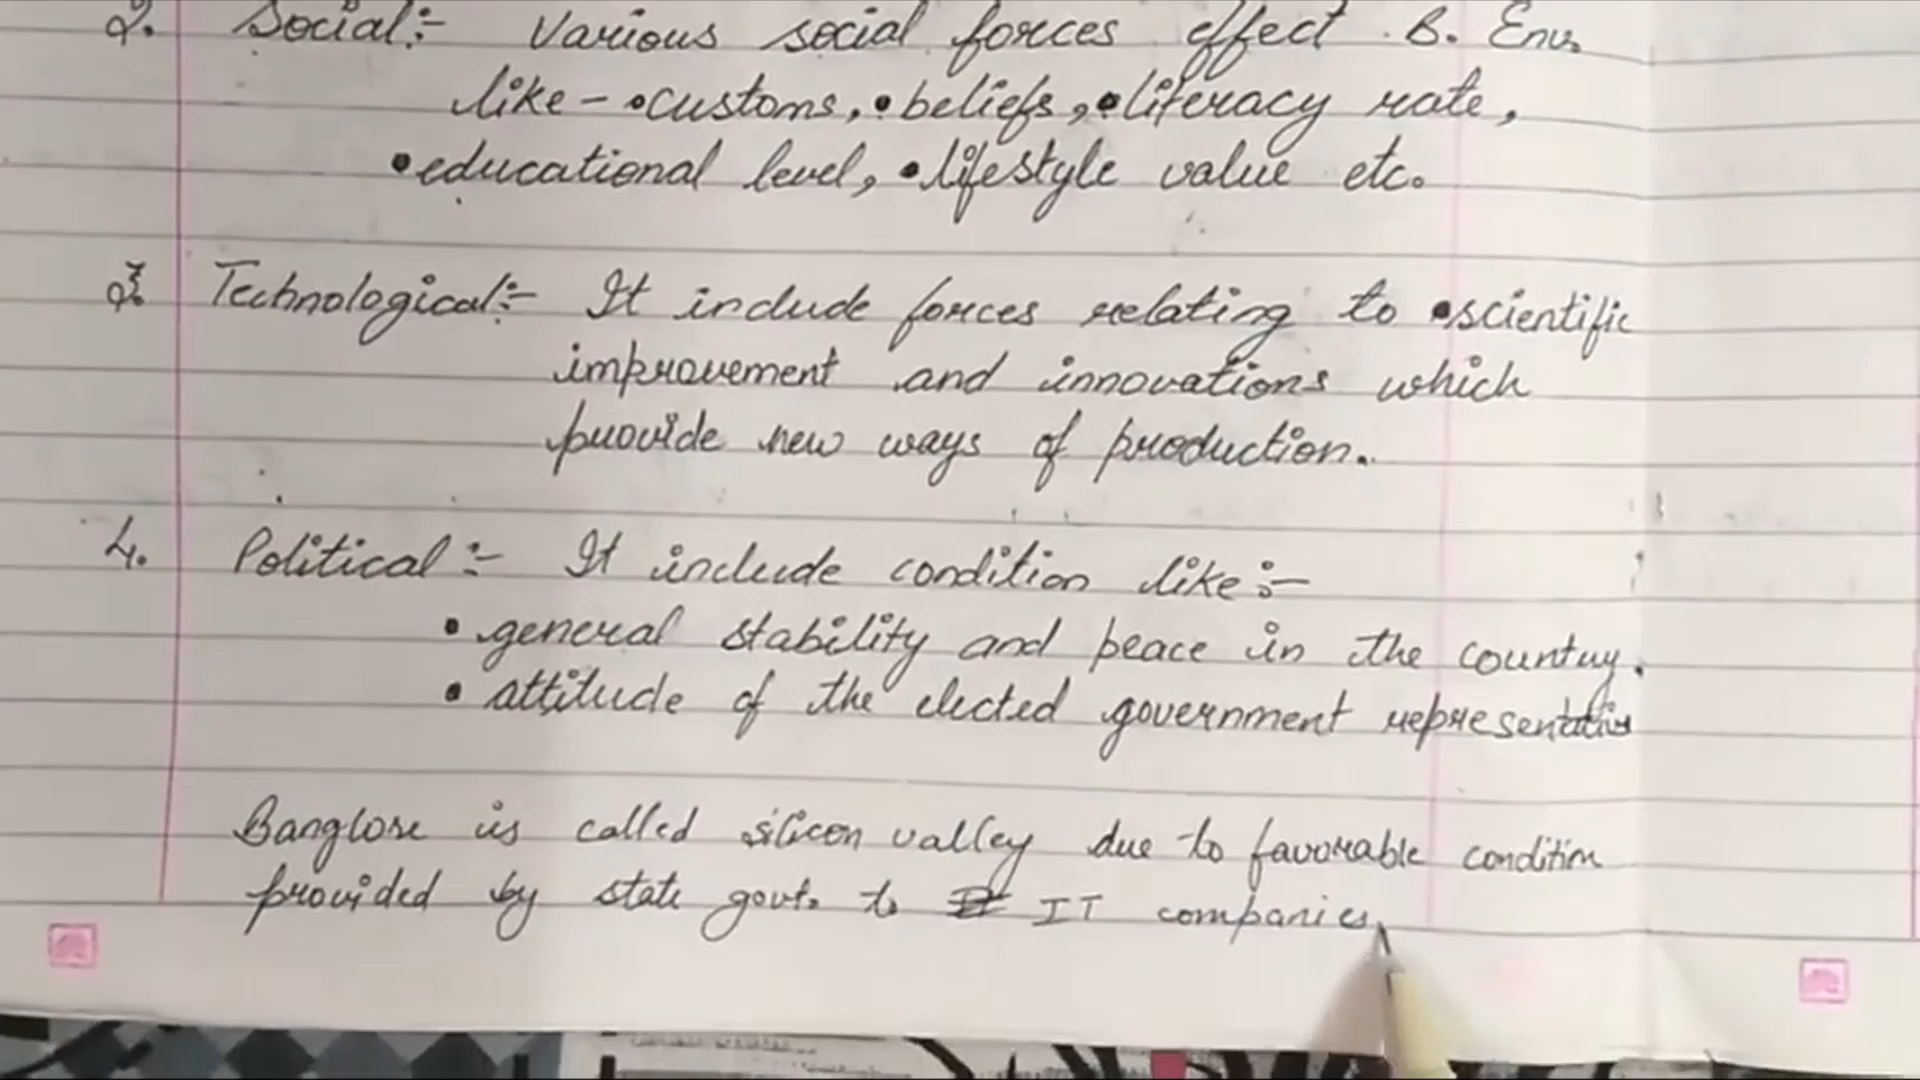 2. Social:- Various social forces effect B. Env.
like - • customs, • beliefs, • literacy rate,
• educational level, • lifestyle value etc.
3. Technological:- It include forces relating to • scientific
improvement and innovations which
provide new ways of production.
4. Political:- It include condition like:-
• general stability and peace in the country.
• attitude of the elected government representativs
Banglore is called silicon valley due to favorable condition
provided by state govt. to IT companies.